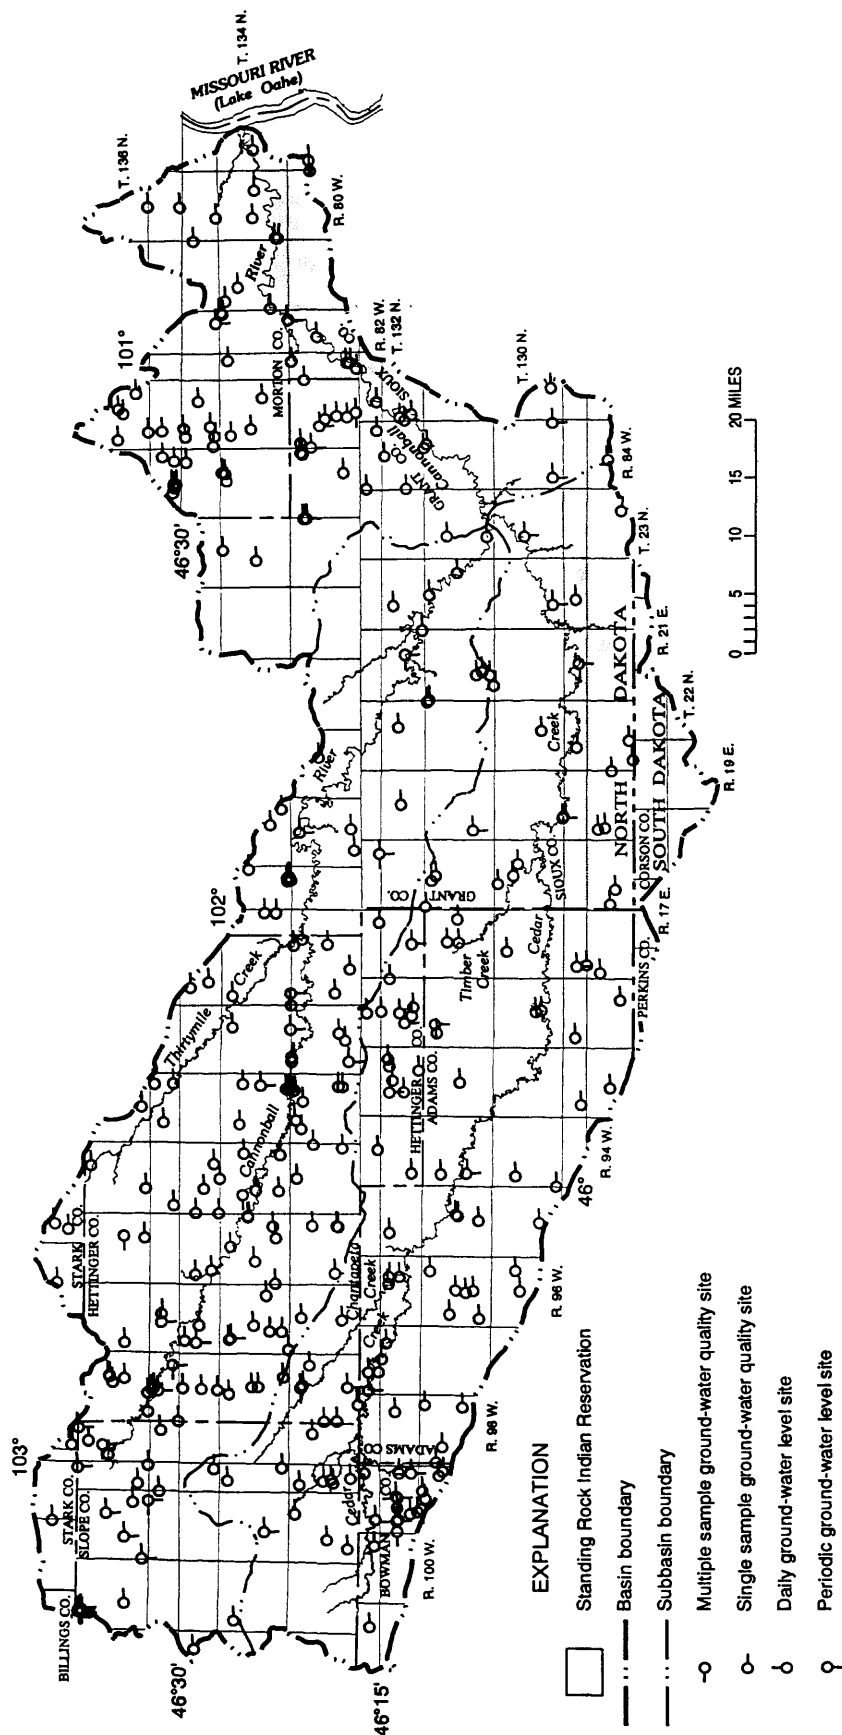 MISSOURI RIVER
(Lake Oahe)
T. 134 N.
T. 136 N.
R. 80 W.
River
101°
MORTON CO.
R. 82 W.
T. 132 N.
SIOUX
CO.
GRANT
Cannonball
T. 130 N.
R. 84 W.
46°30'
T. 23 N.
R. 21 E.
T. 22 N.
R. 19 E.
NORTH DAKOTA
SOUTH DAKOTA
River
Creek
SIOUX CO.
CORSON CO.
R. 17 E.
PERKINS CO.
102°
GRANT
CO.
Cedar
Timber
Creek
Thirtymile Creek
HETTINGER CO.
ADAMS CO.
Cannonball
R. 94 W.
46°
STARK CO.
HETTINGER CO.
Chanta Peta
Creek
Creek
R. 96 W.
R. 98 W.
103°
ADAMS CO.
STARK CO.
SLOPE CO.
Cedar
BOWMAN CO.
R. 100 W.
BILLINGS CO.
46°30'
46°15'
0 5 10 15 20 MILES
EXPLANATION
Standing Rock Indian Reservation
Basin boundary
Subbasin boundary
Multiple sample ground-water quality site
Single sample ground-water quality site
Daily ground-water level site
Periodic ground-water level site